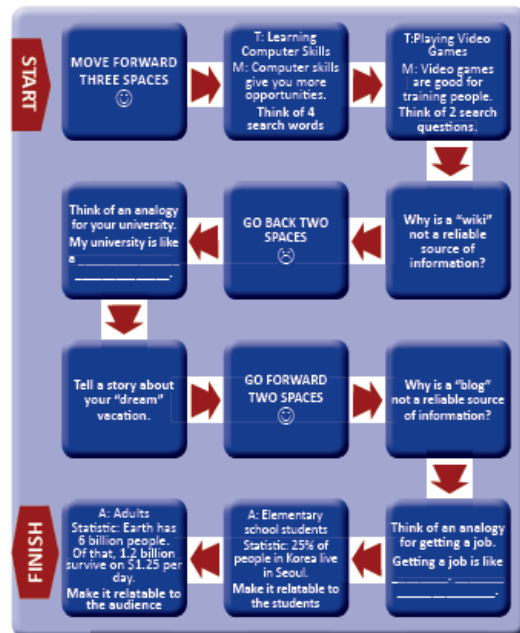 START
MOVE FORWARD
THREE SPACES
☺
T: Learning
Computer Skills
M: Computer skills
give you more
opportunities.
Think of 4
search words
T:Playing Video
Games
M: Video games
are good for
training people.
Think of 2 search
questions.
Why is a “wiki”
not a reliable
source of
information?
GO BACK TWO
SPACES
☹
Think of an analogy
for your university.
My university is like
a _______________
______________.
Tell a story about
your “dream”
vacation.
GO FORWARD
TWO SPACES
☺
Why is a “blog”
not a reliable source
of information?
Think of an analogy
for getting a job.
Getting a job is like
________. _______
______________.
A: Elementary
school students
Statistic: 25% of
people in Korea live
in Seoul.
Make it relatable to
the students
A: Adults
Statistic: Earth has
6 billion people.
Of that, 1.2 billion
survive on $1.25 per
day.
Make it relatable to
the audience
FINISH